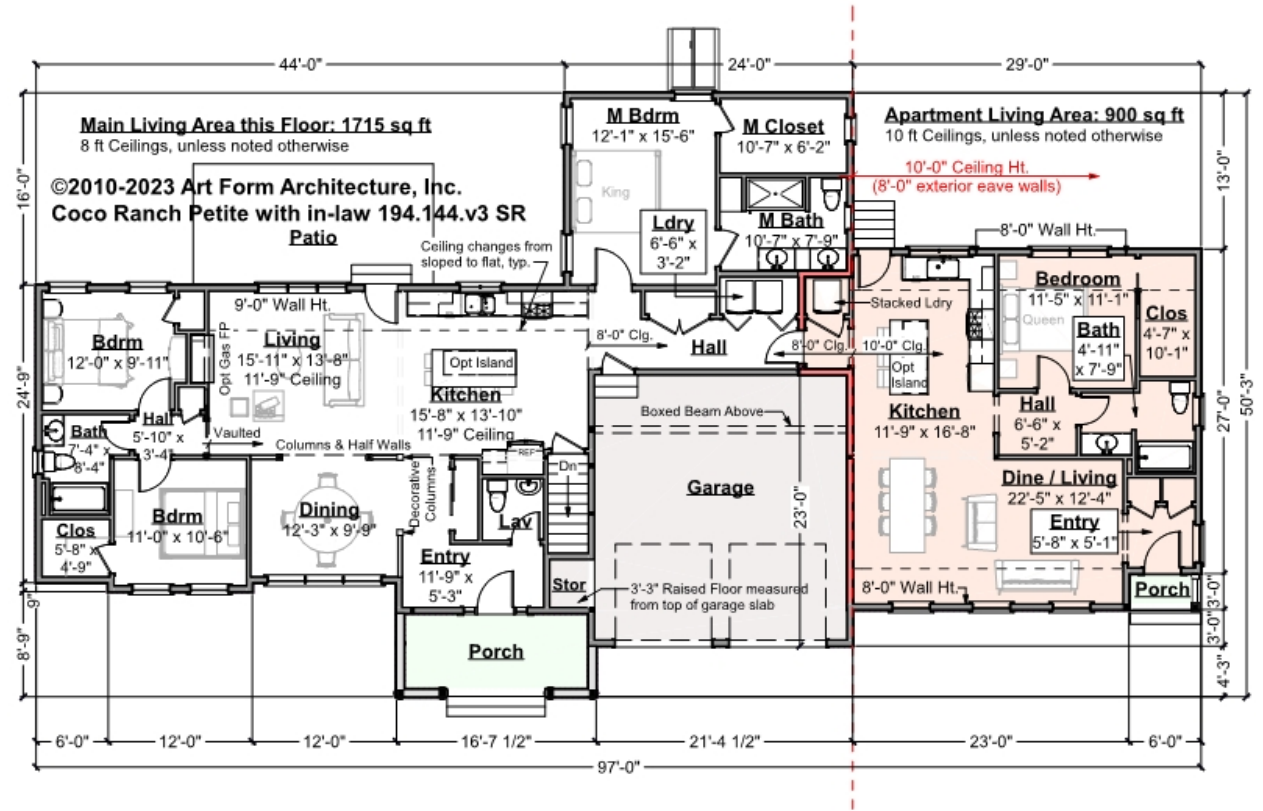 44'-0"
24'-0"
29'-0"
Main Living Area this Floor: 1715 sq ft
8 ft Ceilings, unless noted otherwise
©2010-2023 Art Form Architecture, Inc.
Coco Ranch Petite with in-law 194.144.v3 SR
Patio
M Bdrm
12'-1" x 15'-6"
King
M Closet
10'-7" x 6'-2"
Ldry
6'-6" x
3'-2"
M Bath
10'-7" x 7'-9"
Apartment Living Area: 900 sq ft
10 ft Ceilings, unless noted otherwise
10'-0" Ceiling Ht.
(8'-0" exterior eave walls)
8'-0" Wall Ht.
16'-0"
24'-9"
9"
8'-9"
13'-0"
27'-0"
50'-3"
3'-0"
3'-0"
4'-3"
Ceiling changes from
sloped to flat, typ.
Bdrm
12'-0" x 9'-11"
Opt Gas FP
9'-0" Wall Ht.
Living
15'-11" x 13'-8"
11'-9" Ceiling
Opt Island
Kitchen
15'-8" x 13'-10"
11'-9" Ceiling
8'-0" Clg.
Hall
8'-0" Clg.
10'-0" Clg.
Stacked Ldry
Opt
Island
Kitchen
11'-9" x 16'-8"
Bedroom
11'-5" x 11'-1"
Queen
Bath
4'-11"
x 7'-9"
Clos
4'-7" x
10'-1"
Hall
6'-6" x
5'-2"
Bath
7'-4" x
8'-4"
Hall
5'-10" x
3'-4"
Vaulted
Columns & Half Walls
Decorative
Columns
REF
Dn
Boxed Beam Above
Garage
23'-0"
Dine / Living
22'-5" x 12'-4"
Entry
5'-8" x 5'-1"
Clos
5'-8" x
4'-9"
Bdrm
11'-0" x 10'-6"
Dining
12'-3" x 9'-9"
Lav
Entry
11'-9" x
5'-3"
Stor
3'-3" Raised Floor measured
from top of garage slab
8'-0" Wall Ht.
Porch
Porch
6'-0"
12'-0"
12'-0"
16'-7 1/2"
21'-4 1/2"
23'-0"
6'-0"
97'-0"